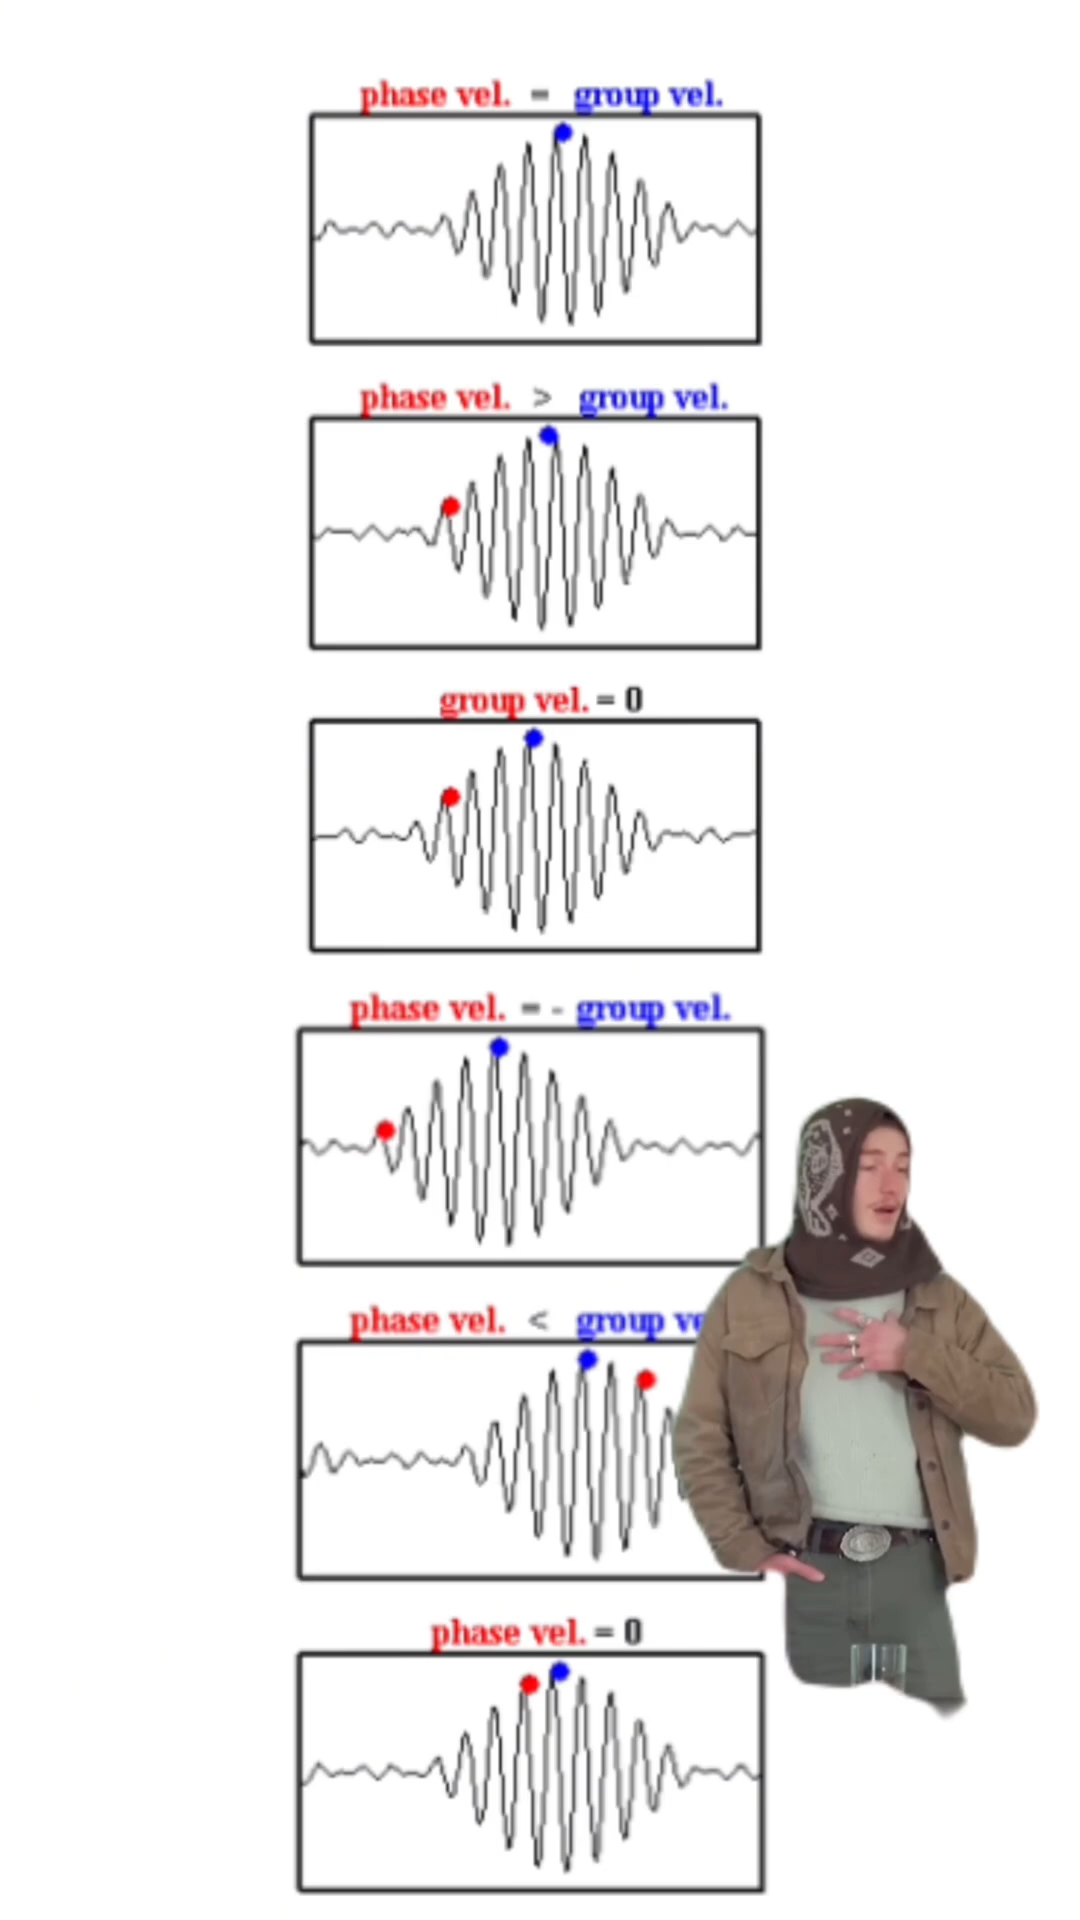 phase vel. = group vel.
phase vel. > group vel.
group vel. = 0
phase vel. = - group vel.
phase vel. < group
phase vel. = 0